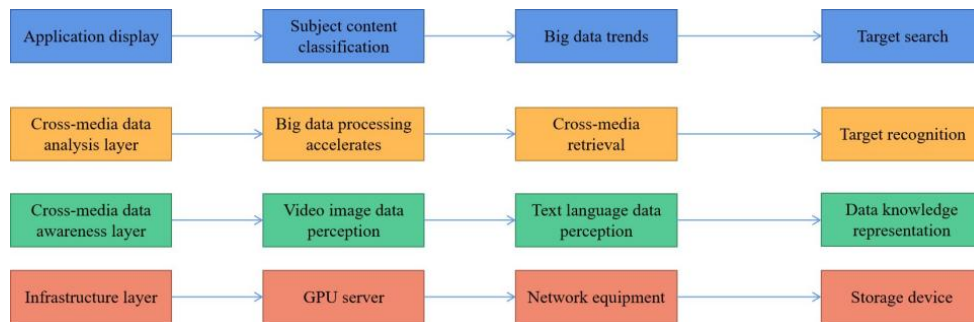 Application display
Subject content
classification
Big data trends
Target search
Cross-media data
analysis layer
Big data processing
accelerates
Cross-media
retrieval
Target recognition
Cross-media data
awareness layer
Video image data
perception
Text language data
perception
Data knowledge
representation
Infrastructure layer
GPU server
Network equipment
Storage device